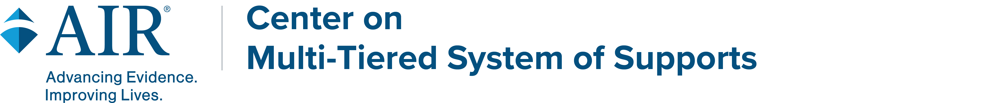 AIR®
Advancing Evidence.
Improving Lives.
Center on
Multi-Tiered System of Supports